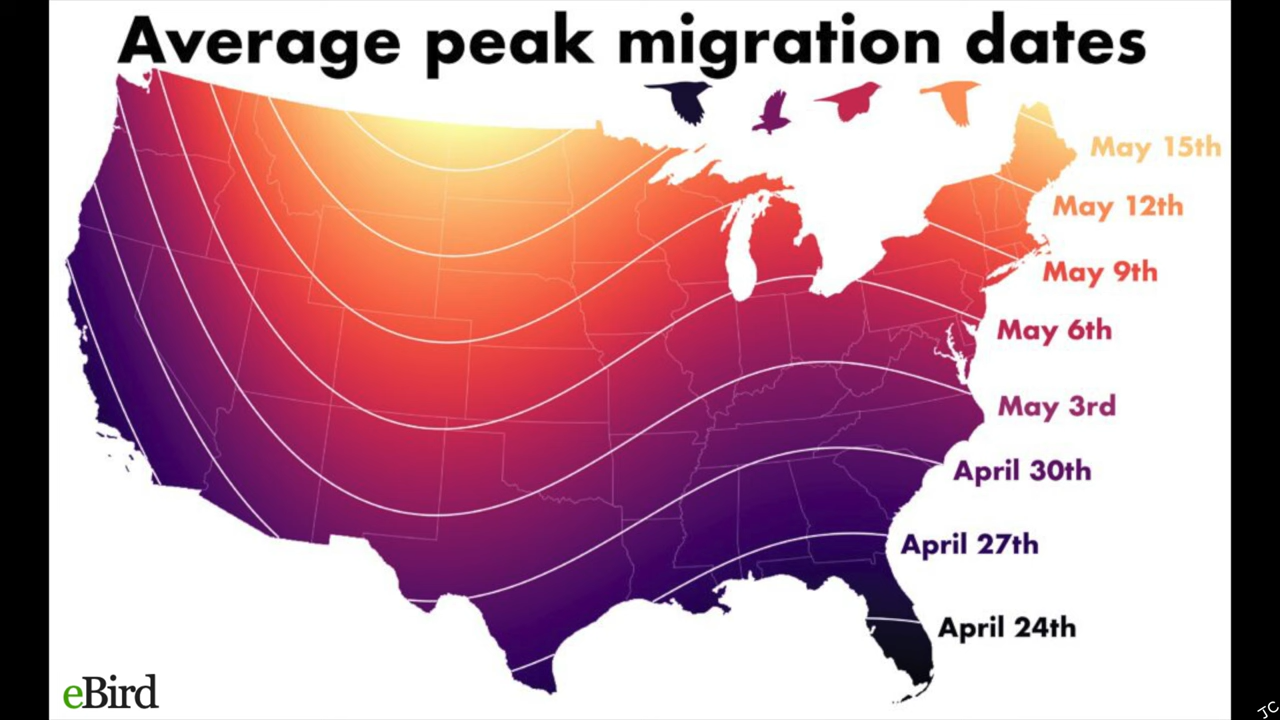 Average peak migration dates
May 15th
May 12th
May 9th
May 6th
May 3rd
April 30th
April 27th
April 24th
eBird
JC